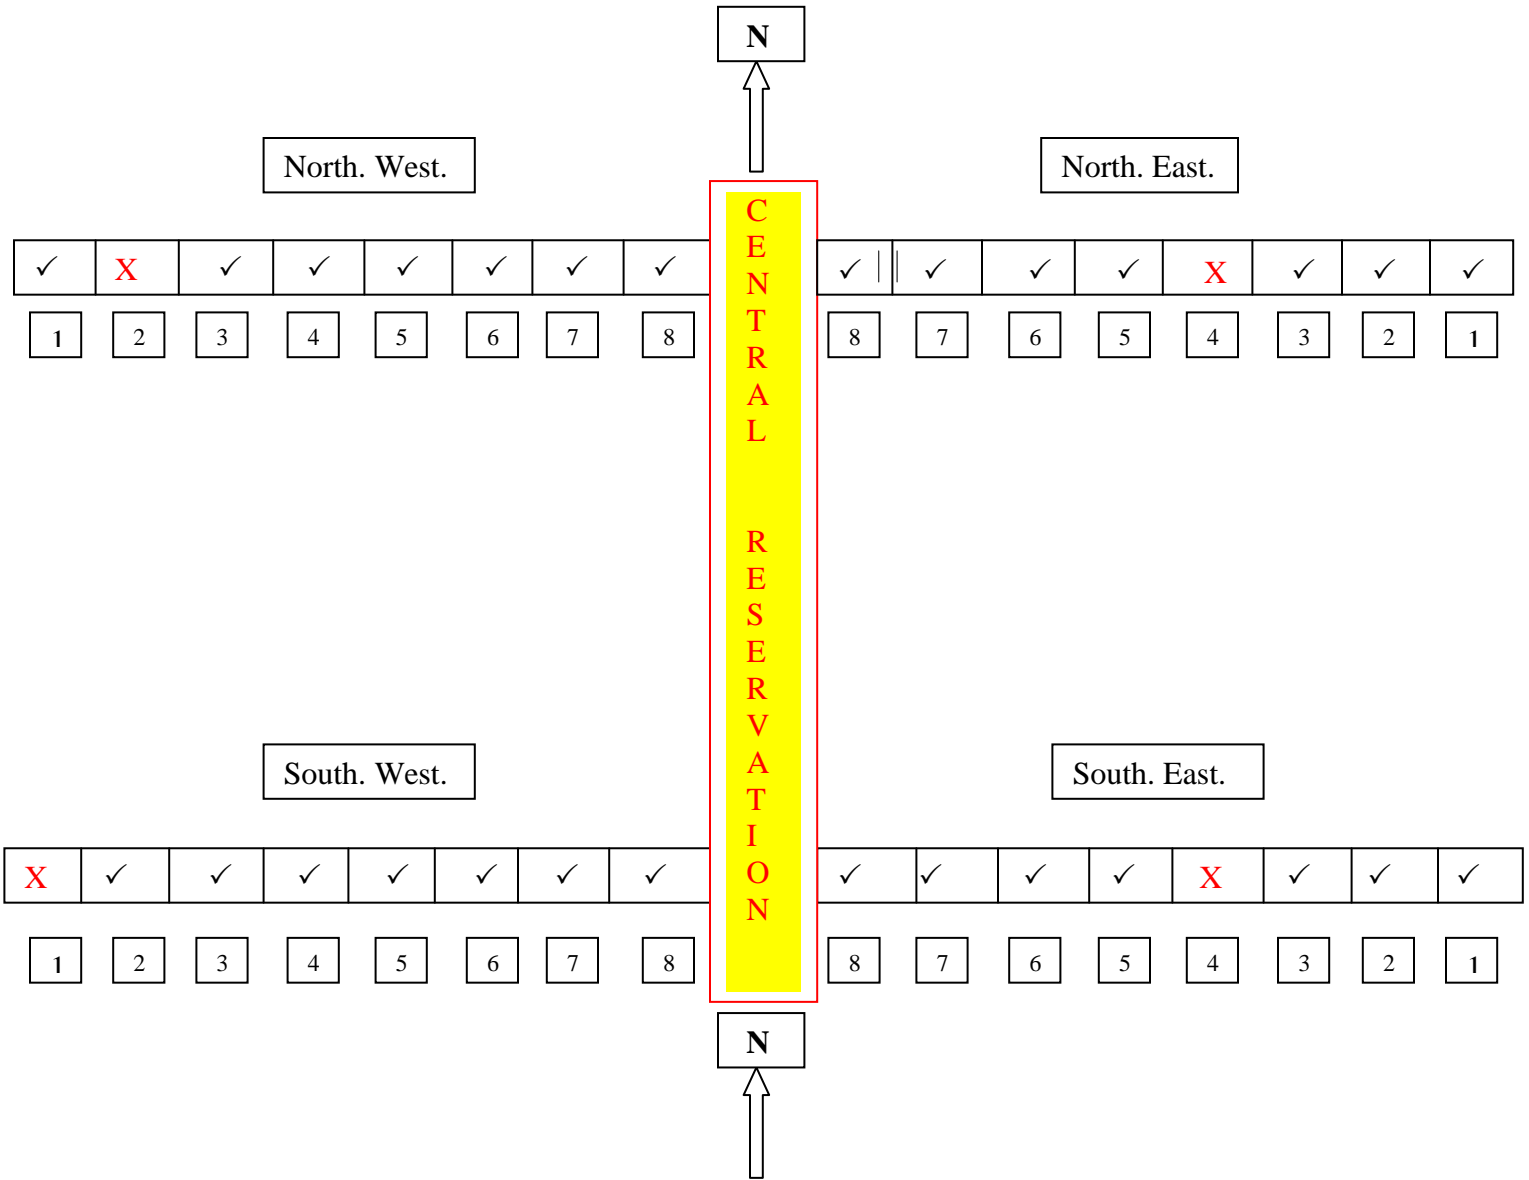 N
North. West.
North. East.
✓ X ✓ ✓ ✓ ✓ ✓ ✓
✓ ✓ ✓ ✓ X ✓ ✓ ✓
1 2 3 4 5 6 7 8
8 7 6 5 4 3 2 1
CENTRAL RESERVATION
South. West.
South. East.
X ✓ ✓ ✓ ✓ ✓ ✓ ✓
✓ ✓ ✓ ✓ X ✓ ✓ ✓
1 2 3 4 5 6 7 8
8 7 6 5 4 3 2 1
N